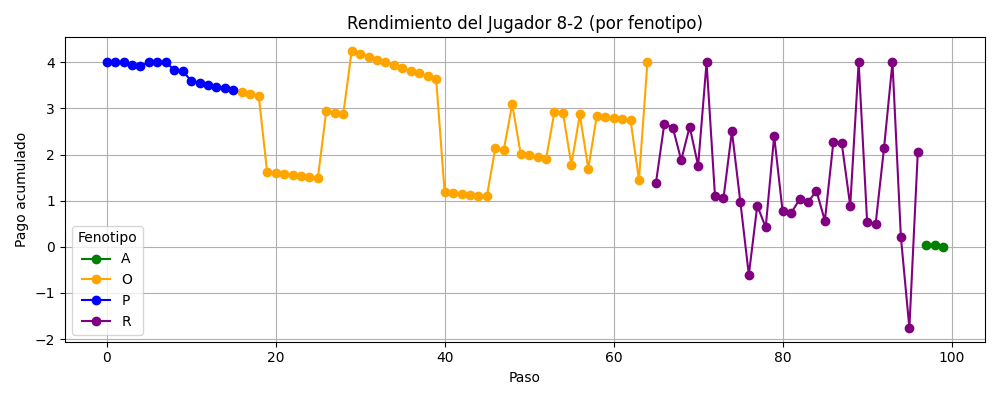 Rendimiento del Jugador 8-2 (por fenotipo)
Pago acumulado
4
3
2
1
0
−1
−2
Fenotipo
A
O
P
R
0 20 40 60 80 100
Paso